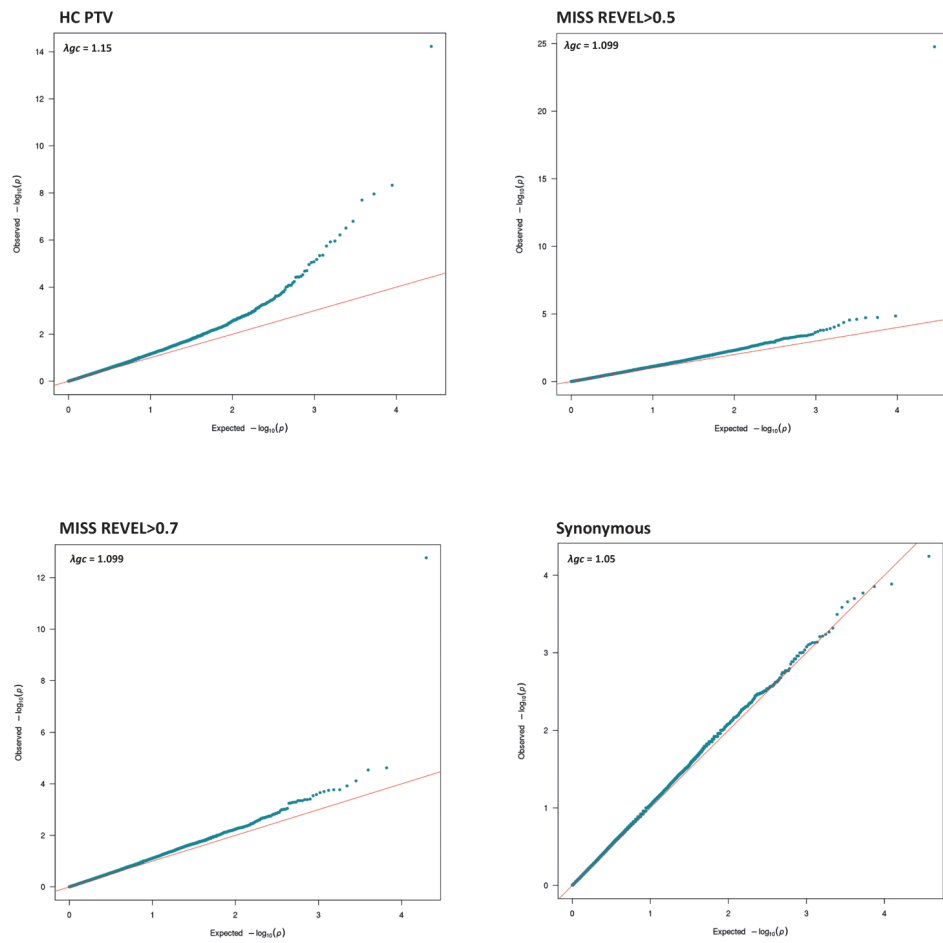 HC PTV
λgc = 1.15
14
12
10
8
6
4
2
0
Observed −log10(p)
0 1 2 3 4
Expected −log10(p)
MISS REVEL>0.5
λgc = 1.099
25
20
15
10
5
0
Observed −log10(p)
0 1 2 3 4
Expected −log10(p)
MISS REVEL>0.7
λgc = 1.099
12
10
8
6
4
2
0
Observed −log10(p)
0 1 2 3 4
Expected −log10(p)
Synonymous
λgc = 1.05
4
3
2
1
0
Observed −log10(p)
0 1 2 3 4
Expected −log10(p)